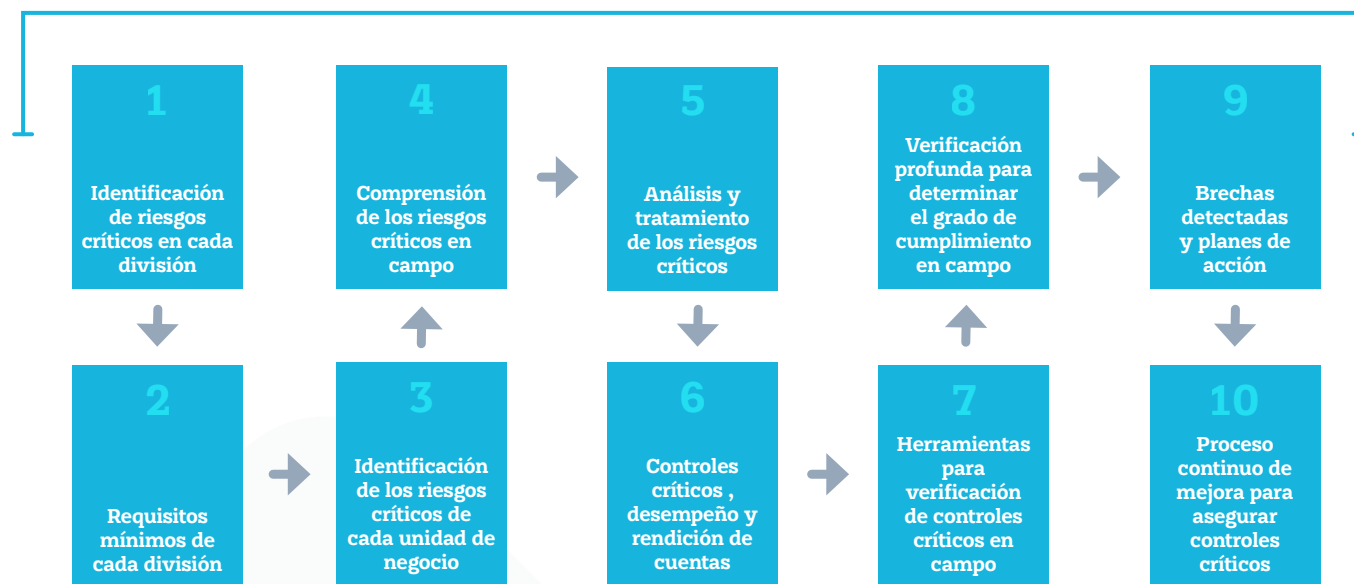 1
Identificación
de riesgos
críticos en cada
división
2
Requisitos
mínimos de
cada división
3
Identificación
de los riesgos
críticos de
cada unidad de
negocio
4
Comprensión
de los riesgos
críticos en
campo
5
Análisis y
tratamiento
de los riesgos
críticos
6
Controles
críticos ,
desempeño y
rendición de
cuentas
7
Herramientas
para
verificación
de controles
críticos en
campo
8
Verificación
profunda para
determinar
el grado de
cumplimiento
en campo
9
Brechas
detectadas
y planes de
acción
10
Proceso
continuo de
mejora para
asegurar
controles
críticos